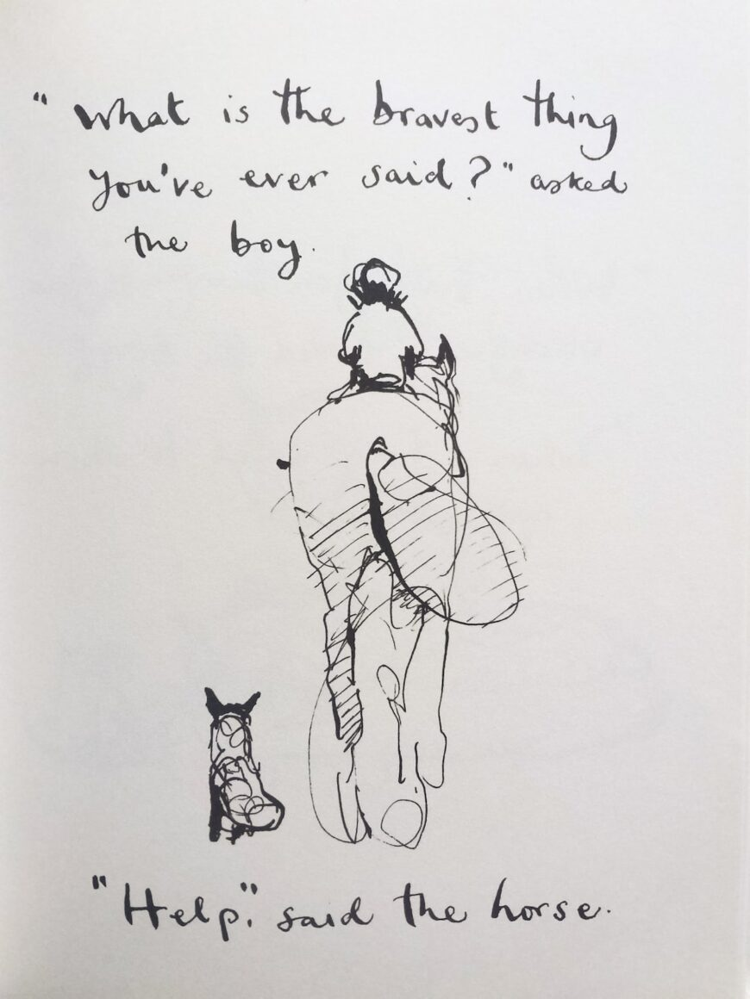 "What is the bravest thing
you've ever said?" asked
the boy.
"Help." said the horse.